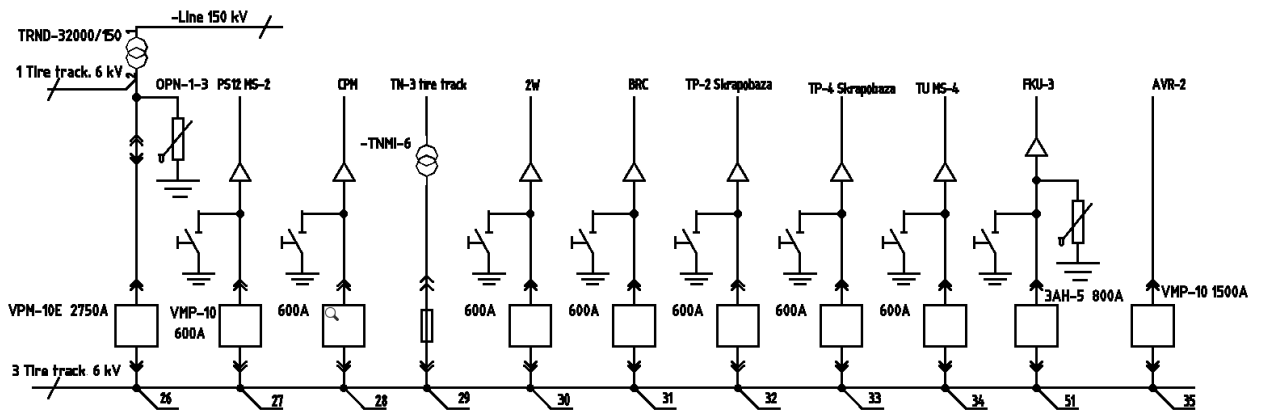 -Line 150 kV
TRND-32000/150
1
2
1 Tire track. 6 kV
OPN-1-3
PS12 MS-2
CPM
TN-3 tire track
2W
BRC
TP-2 Skrapobaza
TP-4 Skrapobaza
TU MS-4
FKU-3
AVR-2
-TNMI-6
VPM-10E 2750A
VMP-10
600A
600A
600A
600A
600A
600A
600A
3AH-5 800A
VMP-10 1500A
3 Tire track 6 kV
26
27
28
29
30
31
32
33
34
51
35